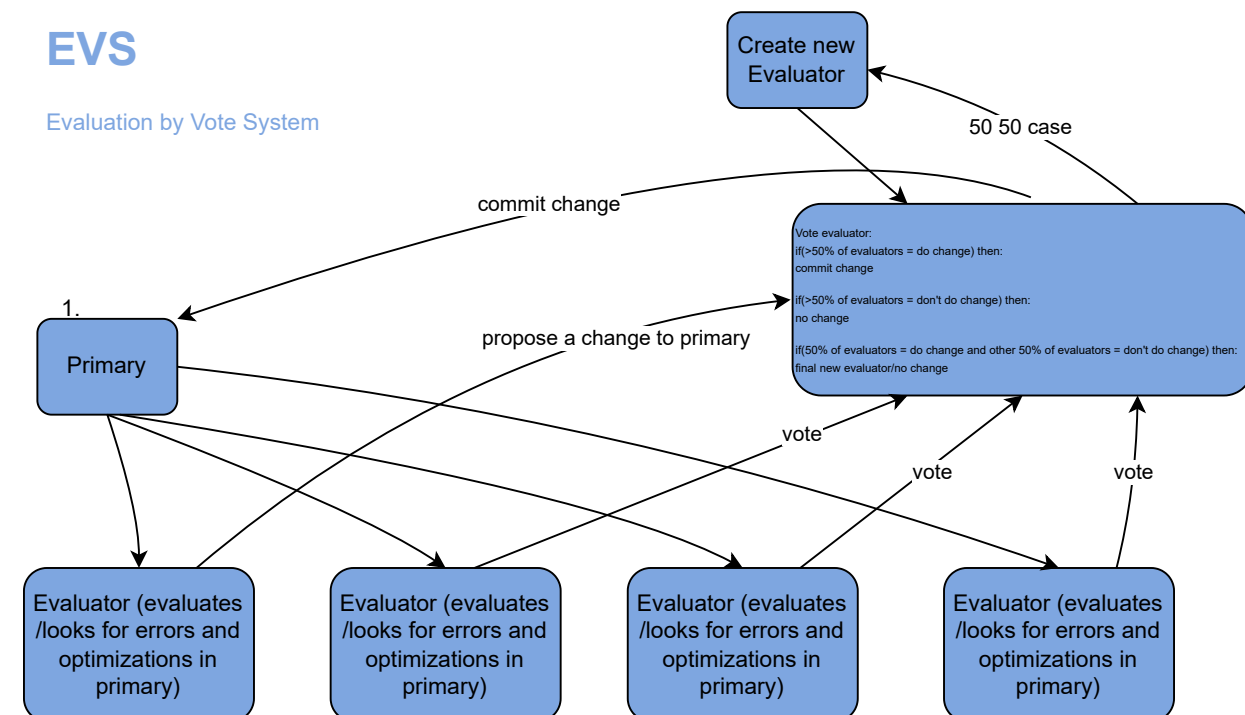 EVS
Evaluation by Vote System
Create new
Evaluator
50 50 case
commit change
Vote evaluator:
if(>50% of evaluators = do change) then:
commit change
if(>50% of evaluators = don't do change) then:
no change
if(50% of evaluators = do change and other 50% of evaluators = don't do change) then:
final new evaluator/no change
1.
Primary
propose a change to primary
vote
vote
vote
Evaluator (evaluates
/looks for errors and
optimizations in
primary)
Evaluator (evaluates
/looks for errors and
optimizations in
primary)
Evaluator (evaluates
/looks for errors and
optimizations in
primary)
Evaluator (evaluates
/looks for errors and
optimizations in
primary)